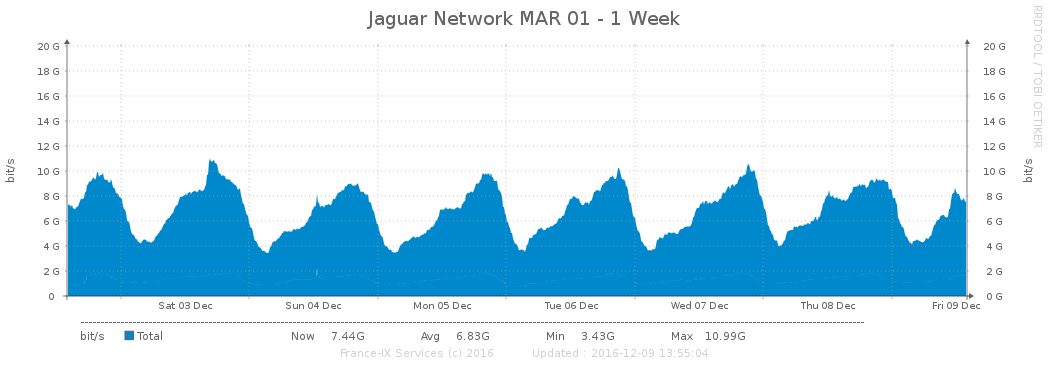 Jaguar Network MAR 01 - 1 Week
RRDTOOL / TOBI OETIKER
bit/s
20 G
18 G
16 G
14 G
12 G
10 G
8 G
6 G
4 G
2 G
0
20 G
18 G
16 G
14 G
12 G
10 G
8 G
6 G
4 G
2 G
0 G
bit/s
Sat 03 Dec Sun 04 Dec Mon 05 Dec Tue 06 Dec Wed 07 Dec Thu 08 Dec Fri 09 Dec
bit/s Total Now 7.44G Avg 6.83G Min 3.43G Max 10.99G
France-IX Services (c) 2016 Updated : 2016-12-09 13:55:04